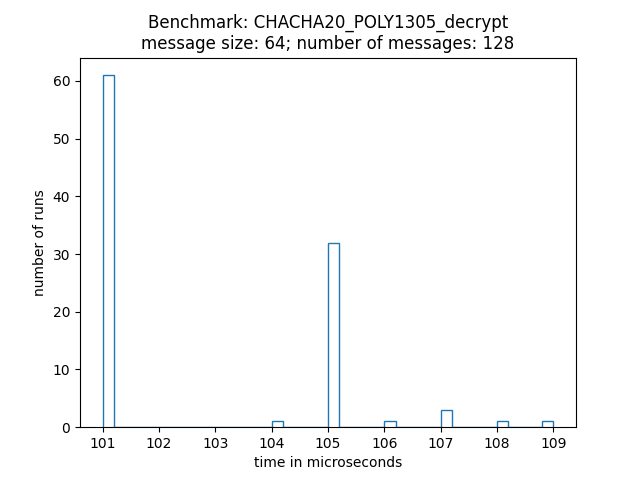 Benchmark: CHACHA20_POLY1305_decrypt
message size: 64; number of messages: 128
60
50
40
30
20
10
0
number of runs
101 102 103 104 105 106 107 108 109
time in microseconds